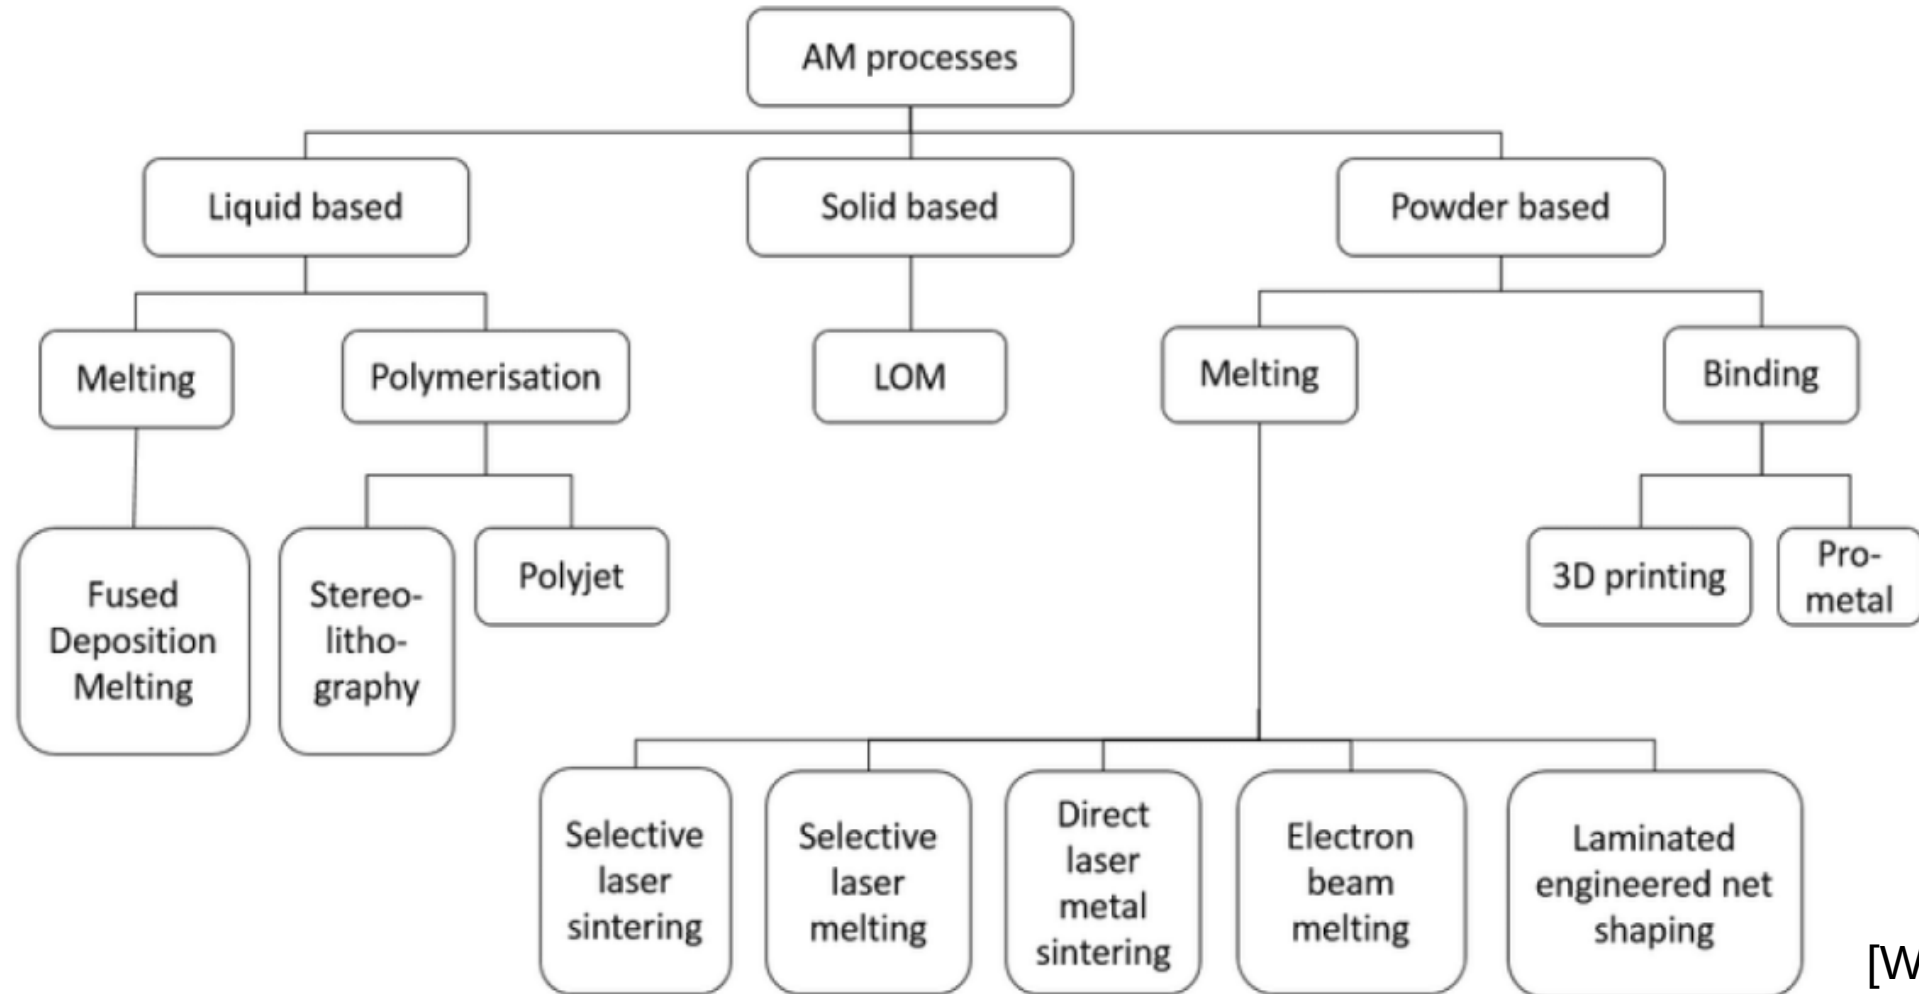 AM processes
Liquid based
Solid based
Powder based
Melting
Polymerisation
LOM
Melting
Binding
Fused
Deposition
Melting
Stereo-
litho-
graphy
Polyjet
3D printing
Pro-
metal
Selective
laser
sintering
Selective
laser
melting
Direct
laser
metal
sintering
Electron
beam
melting
Laminated
engineered net
shaping